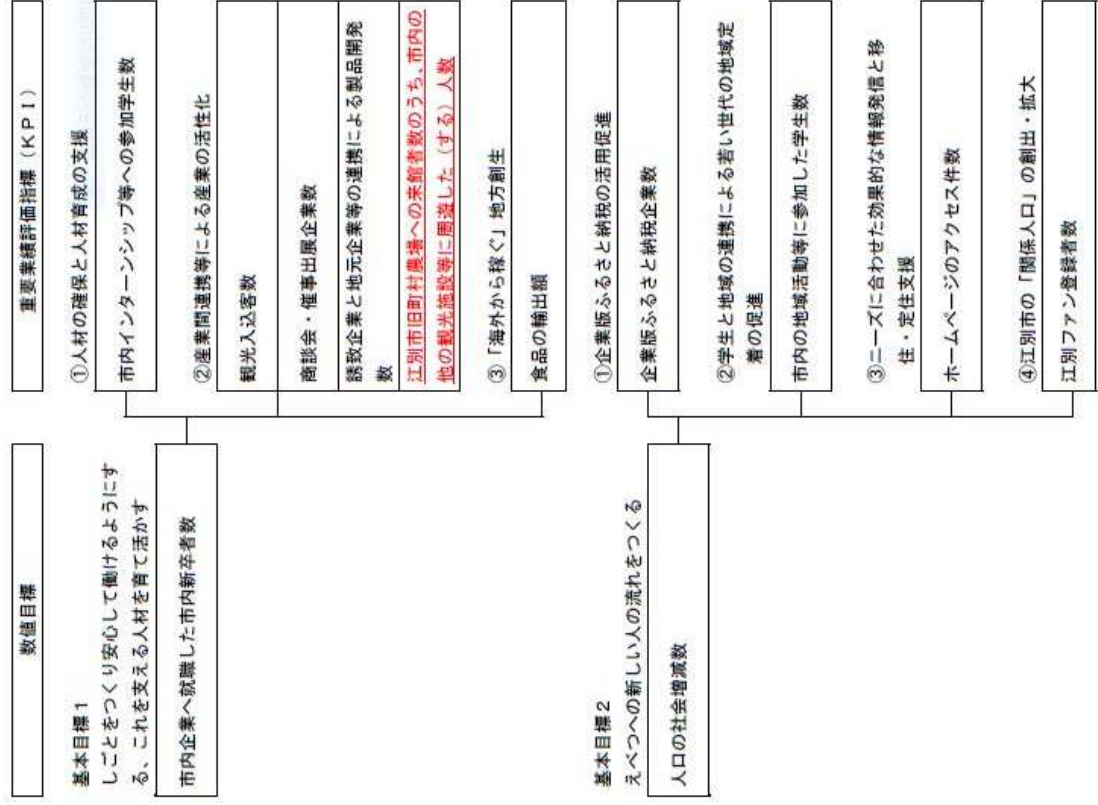 数値目標
重要業績評価指標（ＫＰＩ）
基本目標１
しごとをつくり安心して働けるようにす
る、これを支える人材を育て活かす
市内企業へ就職した市内新卒者数
①人材の確保と人材育成の支援
市内インターンシップ等への参加学生数
②産業間連携等による産業の活性化
観光入込客数
商談会・催事出展企業数
誘致企業と地元企業等の連携による製品開発
数
江別市旧町村農場への来館者数のうち、市内の
他の観光施設等に周遊した（する）人数
③「海外から稼ぐ」地方創生
食品の輸出額
基本目標２
えべつへの新しい人の流れをつくる
人口の社会増減数
①企業版ふるさと納税の活用促進
企業版ふるさと納税企業数
②学生と地域の連携による若い世代の地域定
着の促進
市内の地域活動等に参加した学生数
③ニーズに合わせた効果的な情報発信と移
住・定住支援
ホームページのアクセス件数
④江別市の「関係人口」の創出・拡大
江別ファン登録者数